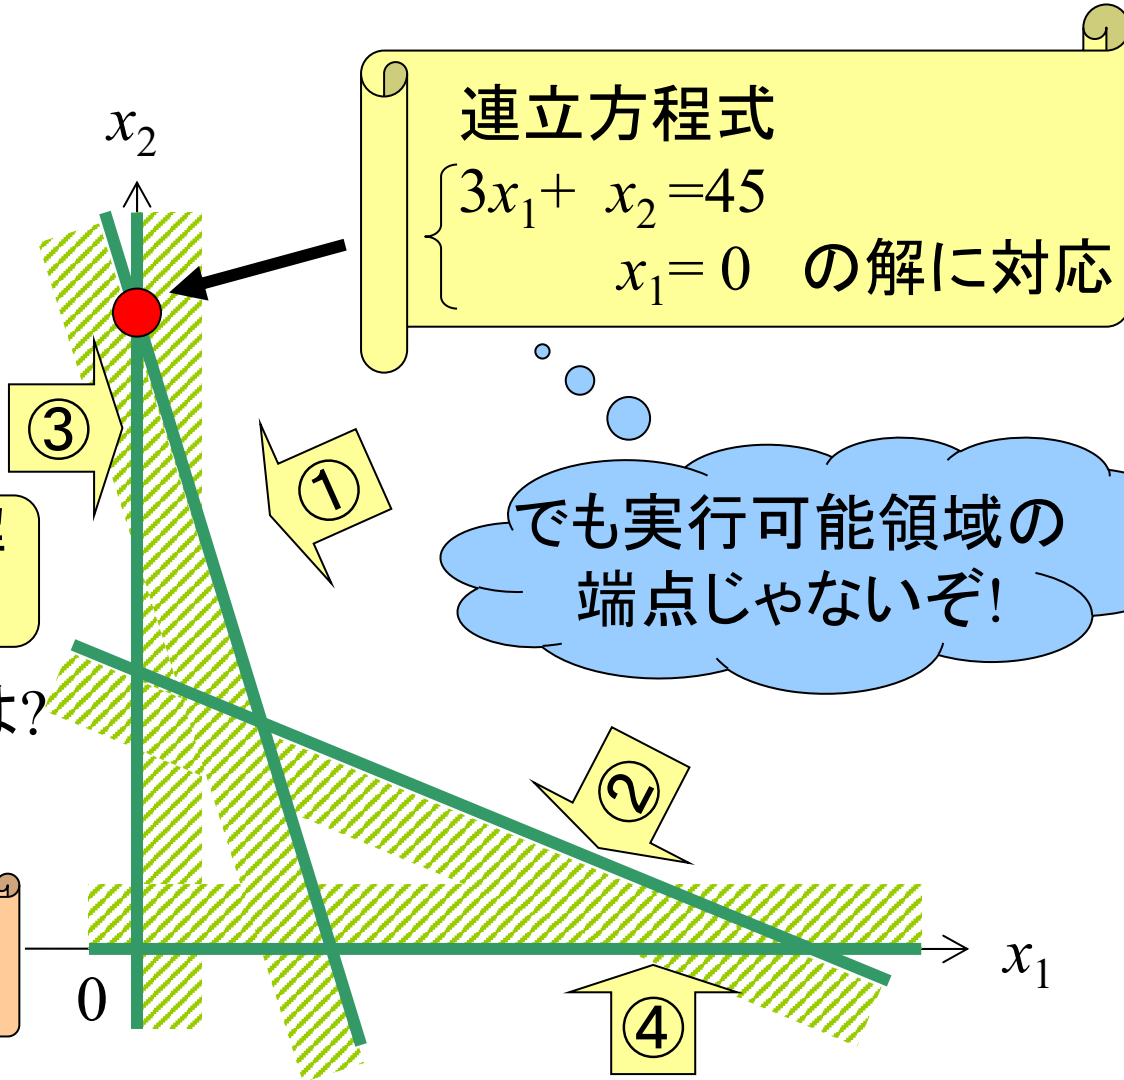 連立方程式
3x₁+ x₂ =45
x₁= 0 の解に対応
x₂
③
①
でも実行可能領域の
端点じゃないぞ!
は?
②
x₁
0
④